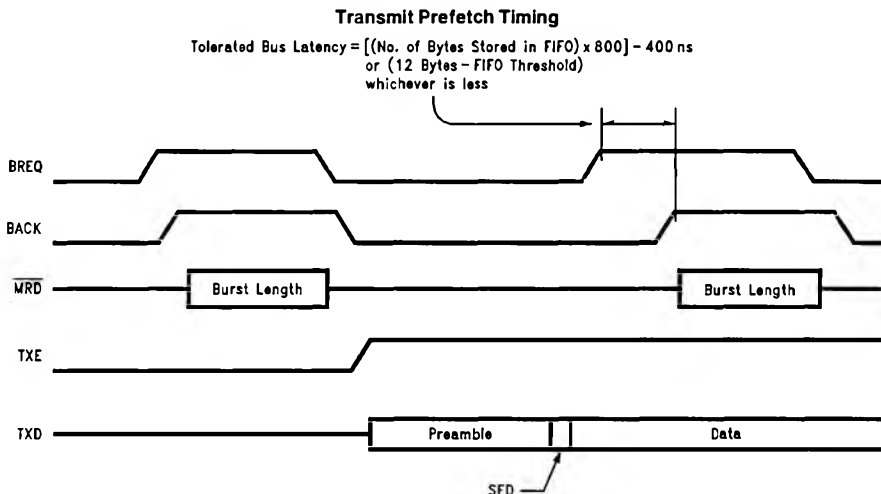 Transmit Prefetch Timing
Tolerated Bus Latency = [(No. of Bytes Stored in FIFO) x 800] - 400 ns
or (12 Bytes - FIFO Threshold)
whichever is less
BREQ
BACK
MRD
Burst Length
Burst Length
TXE
TXD
Preamble
Data
SFD